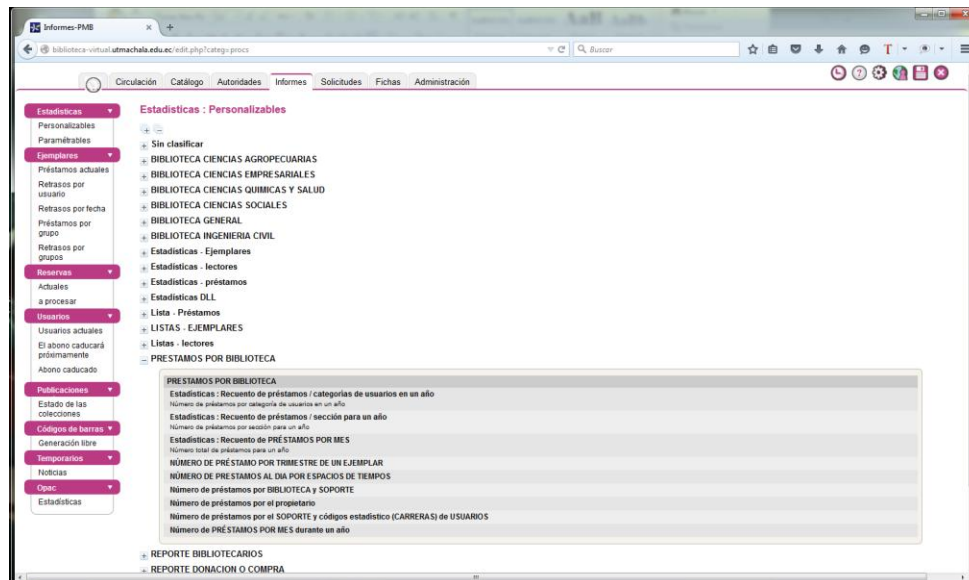 Informes-PMB
biblioteca-virtual.utmachala.edu.ec/edit.php?categ=procs
Buscar
Circulación Catálogo Autoridades Informes Solicitudes Fichas Administración
Estadísticas
Personalizables
Paramétrables
Ejemplares
Préstamos actuales
Retrasos por
usuario
Retrasos por fecha
Préstamos por
grupo
Retrasos por
grupos
Reservas
Actuales
a procesar
Usuarios
Usuarios actuales
El abono caducará
próximamente
Abono caducado
Publicaciones
Estado de las
colecciones
Códigos de barras
Generación libre
Temporarios
Noticias
Opac
Estadísticas
Estadísticas : Personalizables
Sin clasificar
BIBLIOTECA CIENCIAS AGROPECUARIAS
BIBLIOTECA CIENCIAS EMPRESARIALES
BIBLIOTECA CIENCIAS QUIMICAS Y SALUD
BIBLIOTECA CIENCIAS SOCIALES
BIBLIOTECA GENERAL
BIBLIOTECA INGENIERIA CIVIL
Estadísticas - Ejemplares
Estadísticas - lectores
Estadísticas - préstamos
Estadísticas DLL
Lista - Préstamos
LISTAS - EJEMPLARES
Listas - lectores
PRESTAMOS POR BIBLIOTECA
PRESTAMOS POR BIBLIOTECA
Estadísticas : Recuento de préstamos / categorias de usuarios en un año
Número de préstamos por categoría de usuarios en un año
Estadísticas : Recuento de préstamos / sección para un año
Número de préstamos por sección para un año
Estadísticas : Recuento de PRÉSTAMOS POR MES
Número total de préstamos para un año
NÚMERO DE PRÉSTAMO POR TRIMESTRE DE UN EJEMPLAR
NÚMERO DE PRESTAMOS AL DIA POR ESPACIOS DE TIEMPOS
Número de préstamos por BIBLIOTECA y SOPORTE
Número de préstamos por el propietario
Número de préstamos por el SOPORTE y códigos estadístico (CARRERAS) de USUARIOS
Número de PRÉSTAMOS POR MES durante un año
REPORTE BIBLIOTECARIOS
REPORTE DONACION O COMPRA